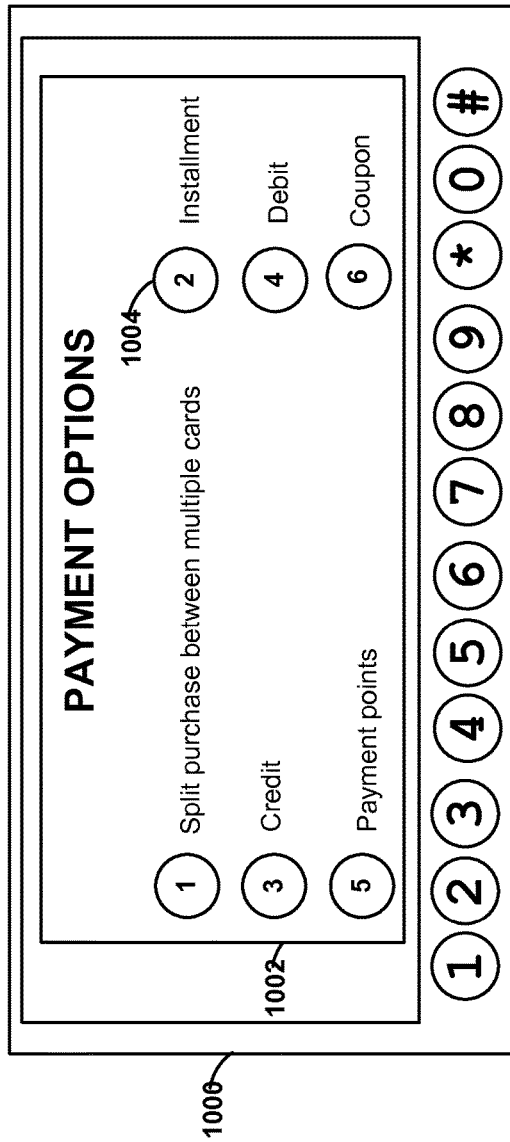 PAYMENT OPTIONS
1004
1 Split purchase between multiple cards 2 Installment
3 Credit 4 Debit
5 Payment points 6 Coupon
1002
1 2 3 4 5 6 7 8 9 * 0 #
1000